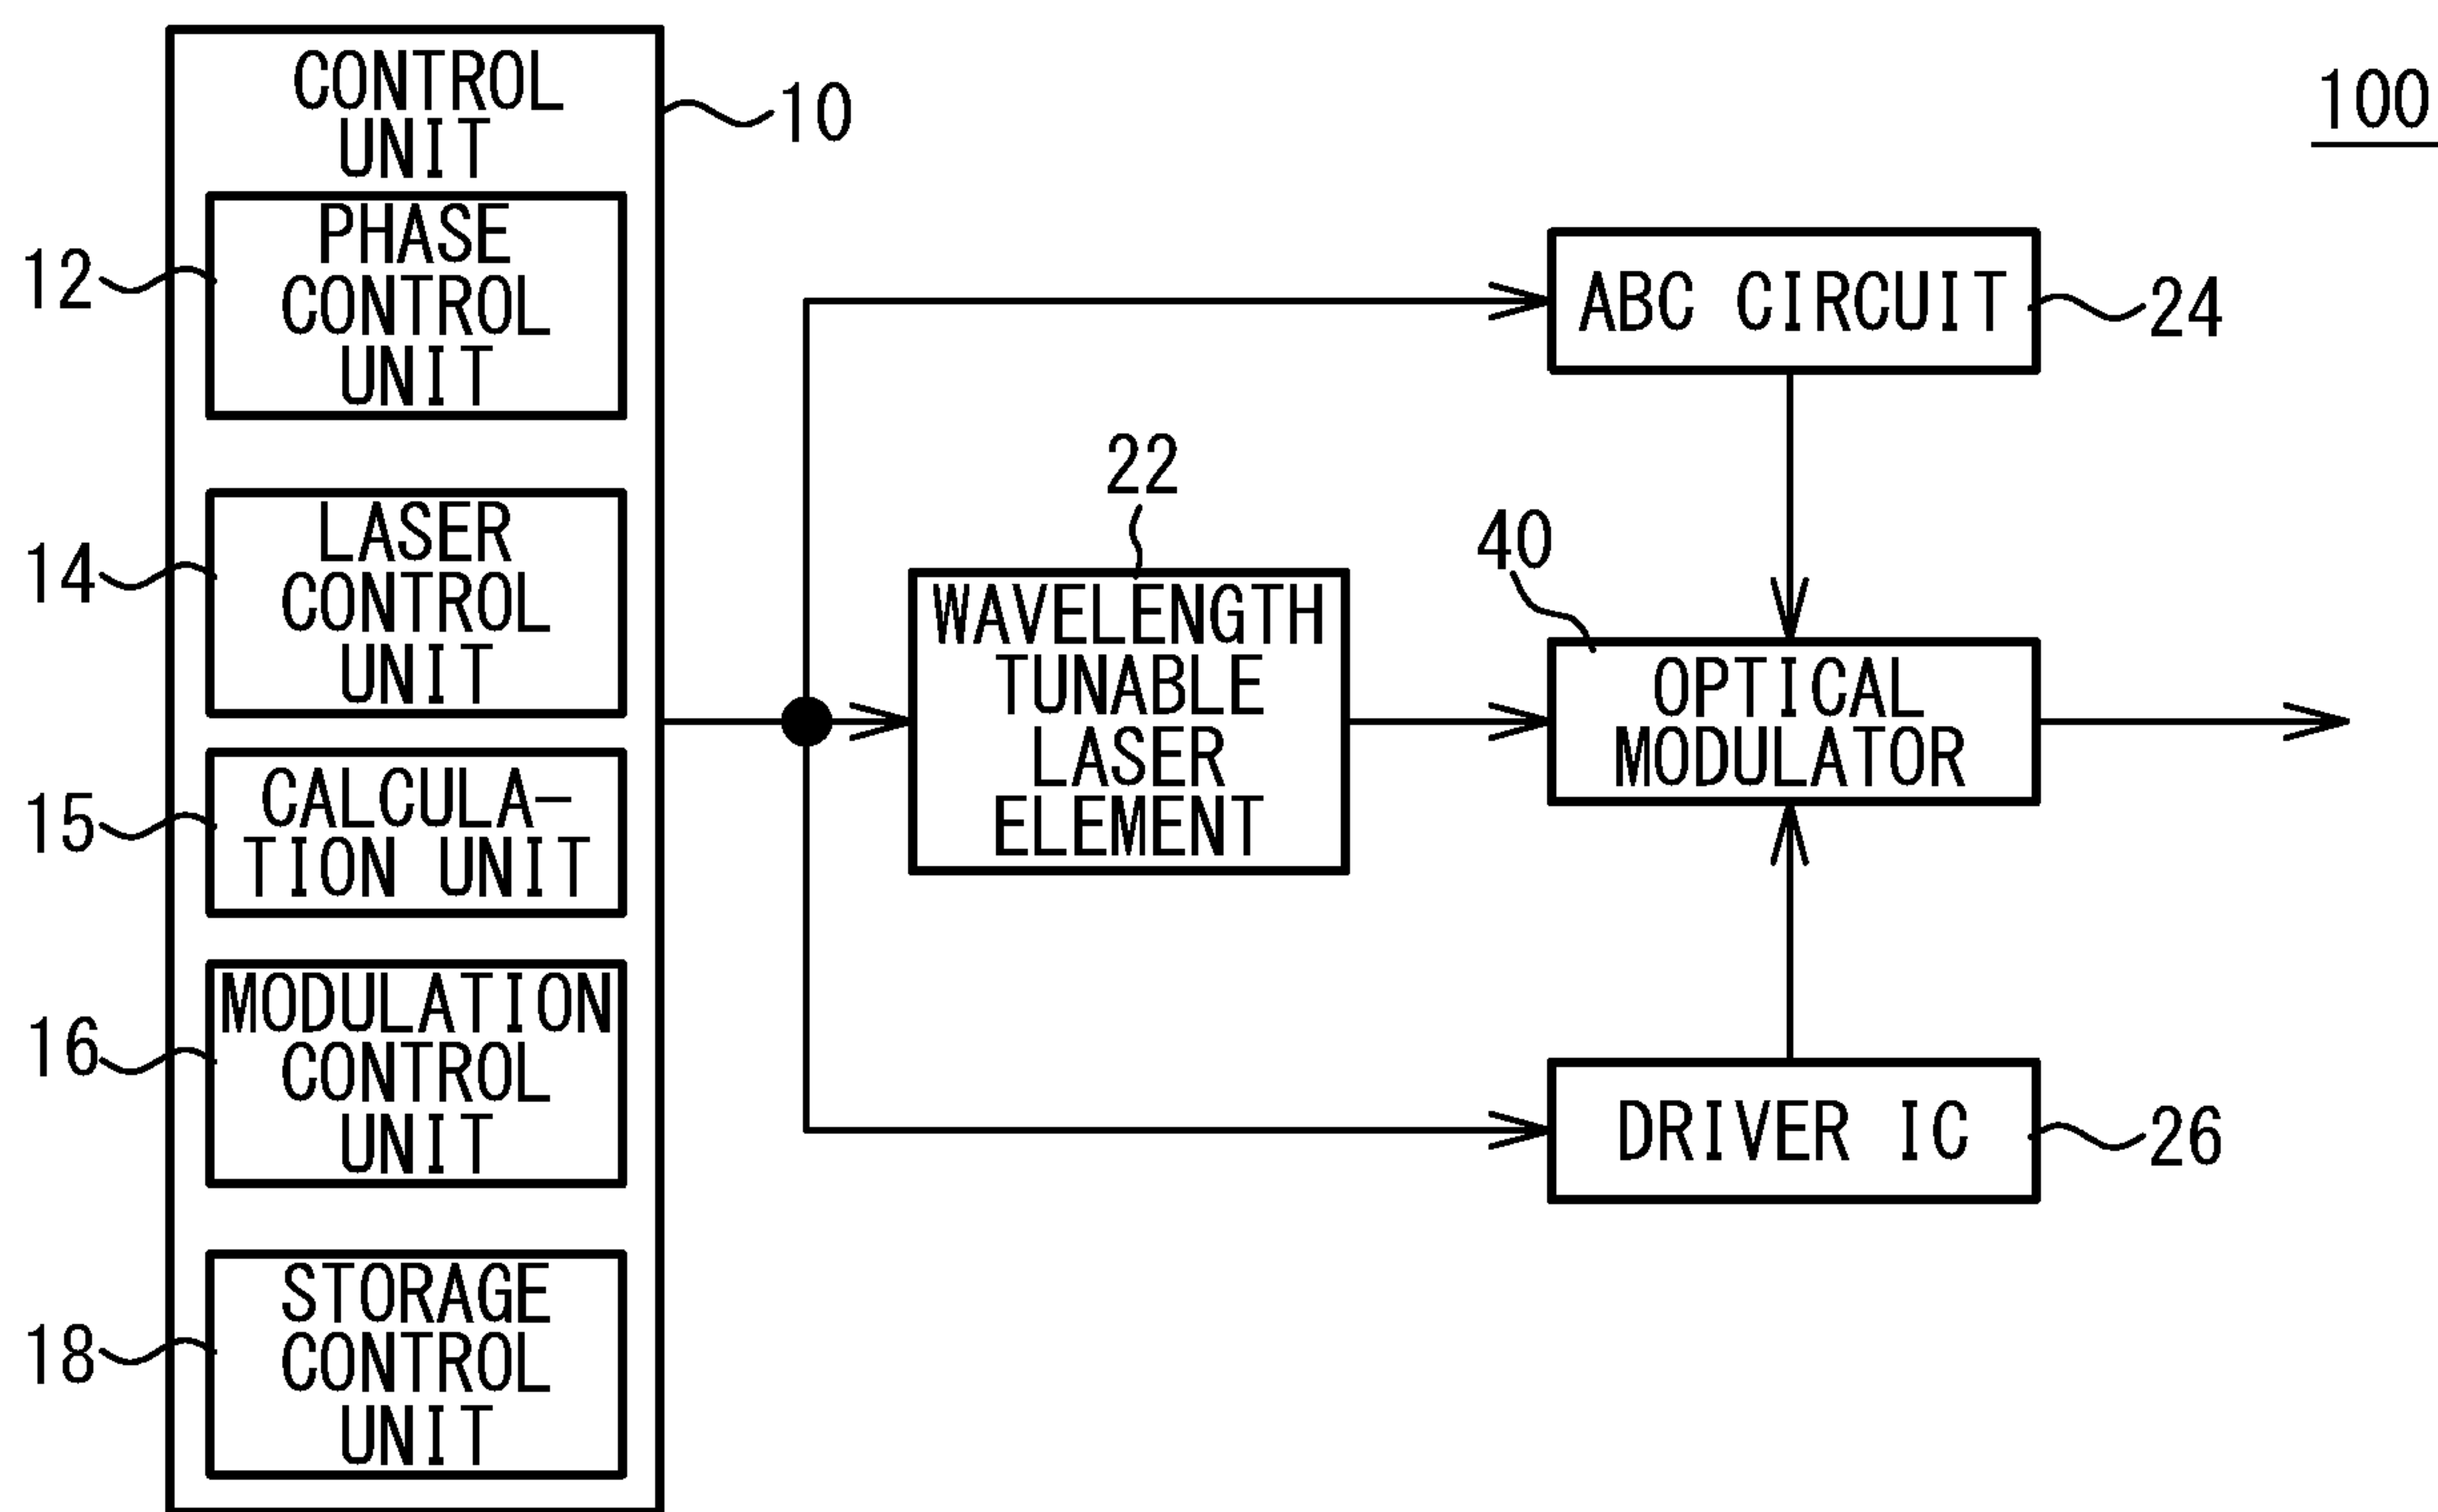 100
CONTROL
UNIT
10
PHASE
CONTROL
UNIT
12
LASER
CONTROL
UNIT
14
CALCULA-
TION UNIT
15
MODULATION
CONTROL
UNIT
16
STORAGE
CONTROL
UNIT
18
22
WAVELENGTH
TUNABLE
LASER
ELEMENT
ABC CIRCUIT
24
40
OPTICAL
MODULATOR
DRIVER IC
26